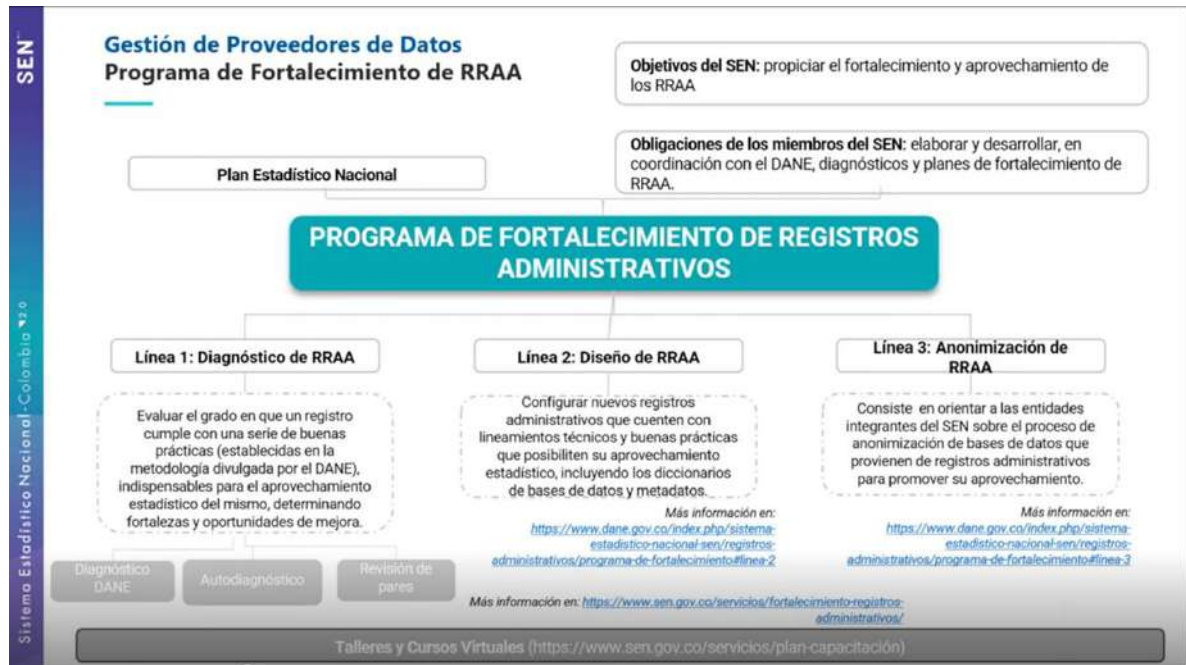 SEN
Sistema Estadístico Nacional-Colombia 2.0
Gestión de Proveedores de Datos
Programa de Fortalecimiento de RRAA
Objetivos del SEN: propiciar el fortalecimiento y aprovechamiento de
los RRAA
Obligaciones de los miembros del SEN: elaborar y desarrollar, en
coordinación con el DANE, diagnósticos y planes de fortalecimiento de
RRAA.
Plan Estadístico Nacional
PROGRAMA DE FORTALECIMIENTO DE REGISTROS
ADMINISTRATIVOS
Línea 1: Diagnóstico de RRAA
Evaluar el grado en que un registro
cumple con una serie de buenas
prácticas (establecidas en la
metodología divulgada por el DANE),
indispensables para el aprovechamiento
estadístico del mismo, determinando
fortalezas y oportunidades de mejora.
Diagnóstico
DANE
Autodiagnóstico
Revisión de
pares
Línea 2: Diseño de RRAA
Configurar nuevos registros
administrativos que cuenten con
lineamientos técnicos y buenas prácticas
que posibiliten su aprovechamiento
estadístico, incluyendo los diccionarios
de bases de datos y metadatos.
Más información en:
https://www.dane.gov.co/index.php/sistema-
estadistico-nacional-sen/registros-
administrativos/programa-de-fortalecimiento#linea-2
Línea 3: Anonimización de
RRAA
Consiste en orientar a las entidades
integrantes del SEN sobre el proceso de
anonimización de bases de datos que
provienen de registros administrativos
para promover su aprovechamiento.
Más información en:
https://www.dane.gov.co/index.php/sistema-
estadistico-nacional-sen/registros-
administrativos/programa-de-fortalecimiento#linea-3
Más información en: https://www.sen.gov.co/servicios/fortalecimiento-registros-
administrativos/
Talleres y Cursos Virtuales (https://www.sen.gov.co/servicios/plan-capacitación)